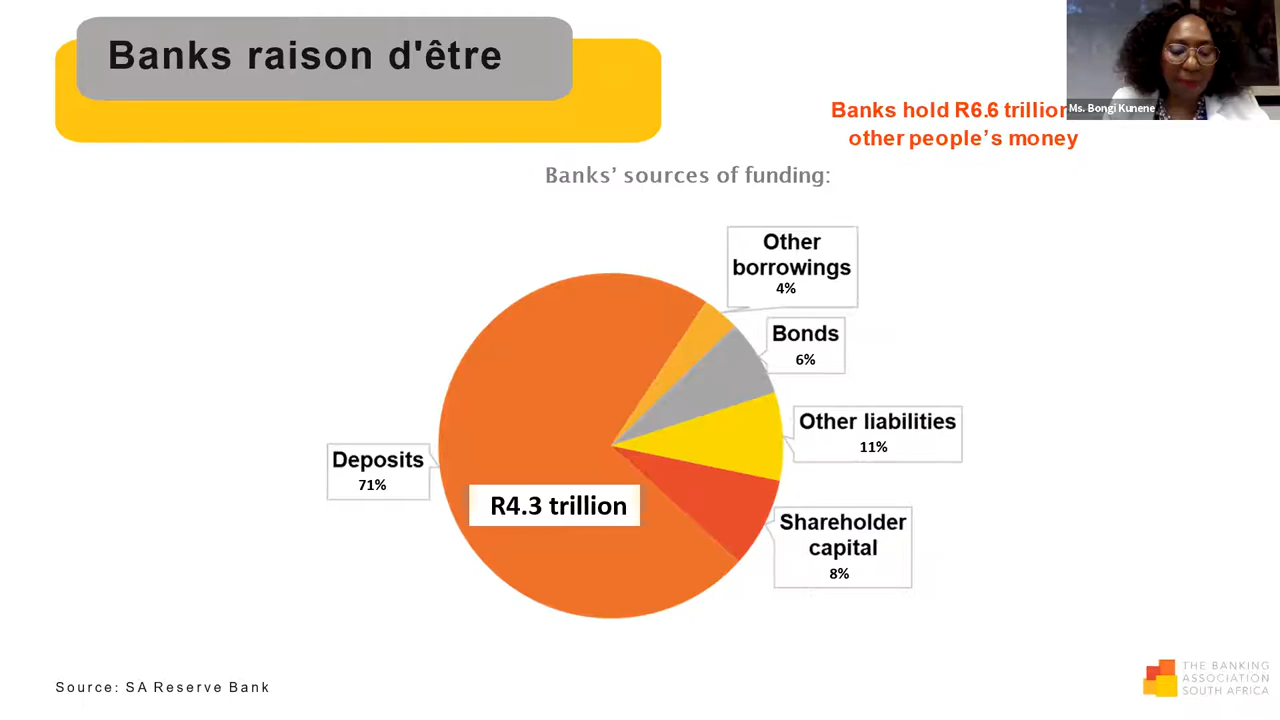 Banks raison d'être
Ms. Bongi Kunene
Banks hold R6.6 trillion
other people’s money
Banks’ sources of funding:
Other
borrowings
4%
Bonds
6%
Other liabilities
11%
Deposits
71%
R4.3 trillion
Shareholder
capital
8%
Source: SA Reserve Bank
THE BANKING
ASSOCIATION
SOUTH AFRICA